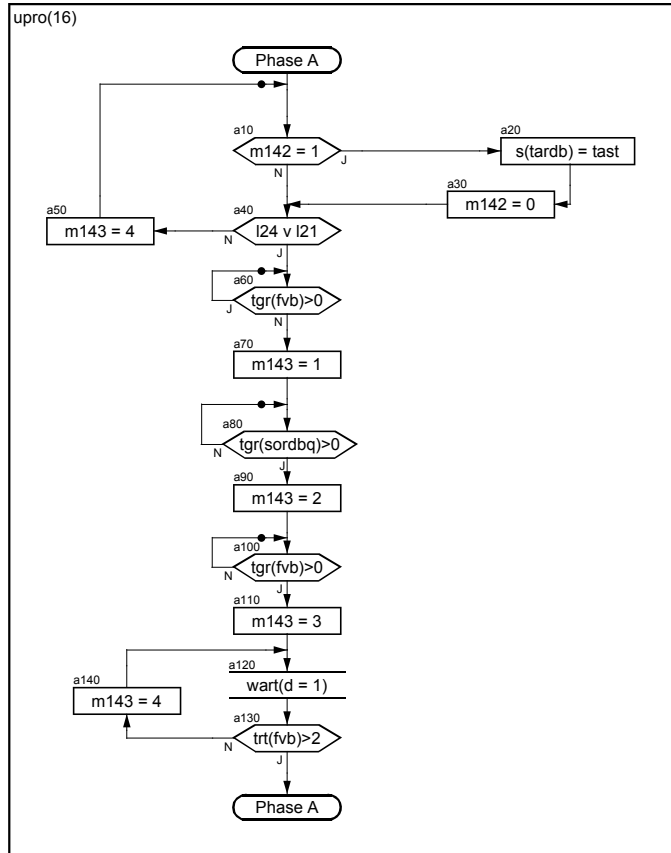 upro(16)
Phase A
a10
m142 = 1
J
N
a20
s(tardb) = tast
a30
m142 = 0
a50
m143 = 4
a40
l24 v l21
N
J
a60
tgr(fvb)>0
J
N
a70
m143 = 1
a80
tgr(sordbq)>0
N
J
a90
m143 = 2
a100
tgr(fvb)>0
N
J
a110
m143 = 3
a120
wart(d = 1)
a140
m143 = 4
a130
trt(fvb)>2
N
J
Phase A